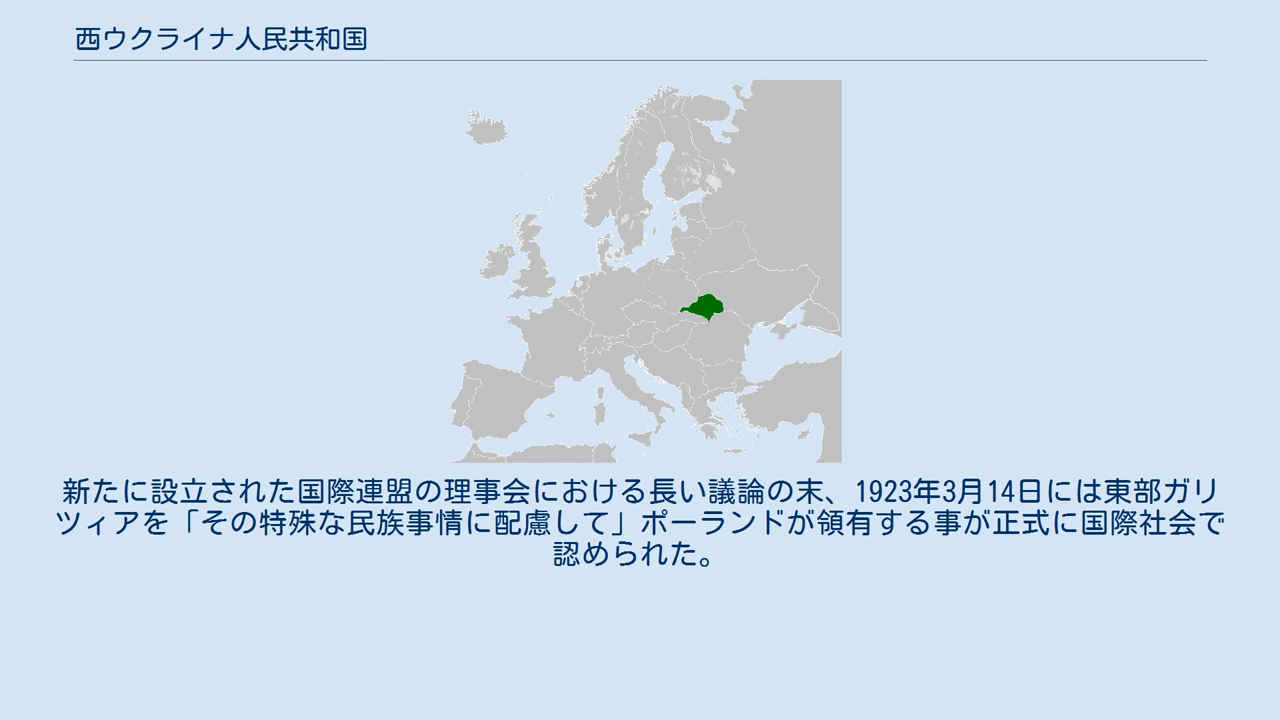 西ウクライナ人民共和国
新たに設立された国際連盟の理事会における長い議論の末、1923年3月14日には東部ガリ
ツィアを「その特殊な民族事情に配慮して」ポーランドが領有する事が正式に国際社会で
認められた。